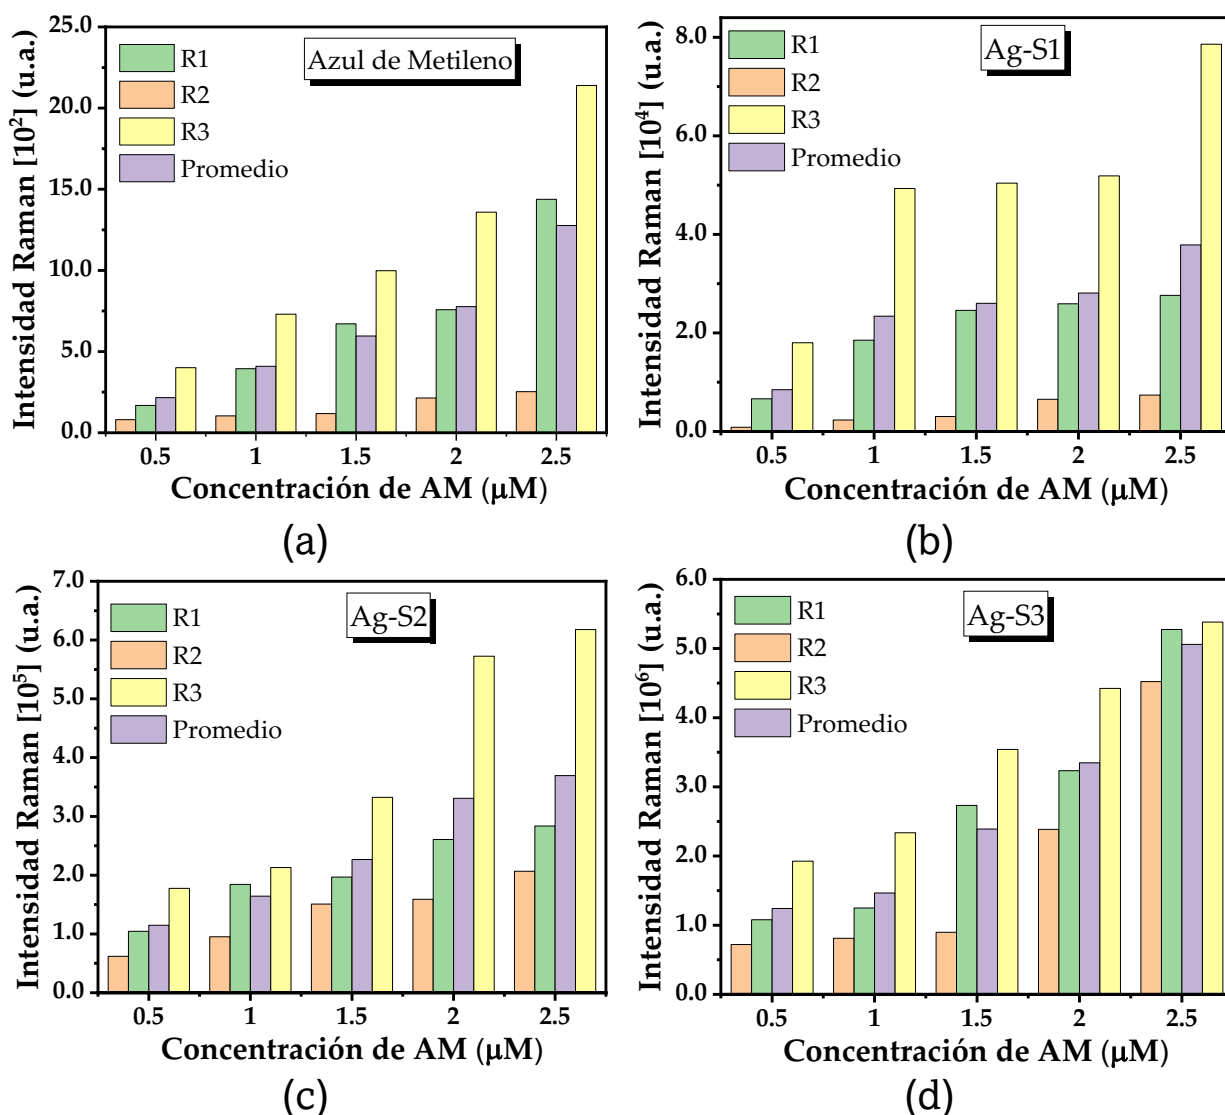 Intensidad Raman [10²] (u.a.)
25.0
20.0
15.0
10.0
5.0
0.0
R1
R2
R3
Promedio
Azul de Metileno
0.5 1 1.5 2 2.5
Concentración de AM (μM)
(a)
Intensidad Raman [10⁴] (u.a.)
8.0
6.0
4.0
2.0
0.0
R1
R2
R3
Promedio
Ag-S1
0.5 1 1.5 2 2.5
Concentración de AM (μM)
(b)
Intensidad Raman [10⁵] (u.a.)
7.0
6.0
5.0
4.0
3.0
2.0
1.0
0.0
R1
R2
R3
Promedio
Ag-S2
0.5 1 1.5 2 2.5
Concentración de AM (μM)
(c)
Intensidad Raman [10⁶] (u.a.)
6.0
5.0
4.0
3.0
2.0
1.0
0.0
R1
R2
R3
Promedio
Ag-S3
0.5 1 1.5 2 2.5
Concentración de AM (μM)
(d)